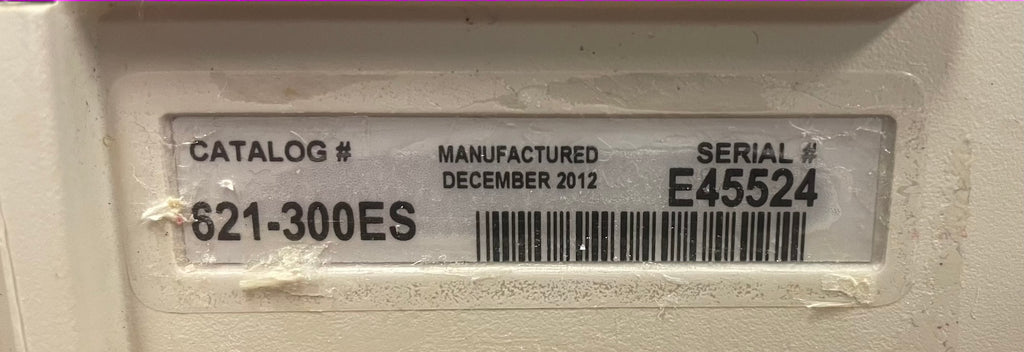 CATALOG #
621-300ES
MANUFACTURED
DECEMBER 2012
SERIAL #
E45524